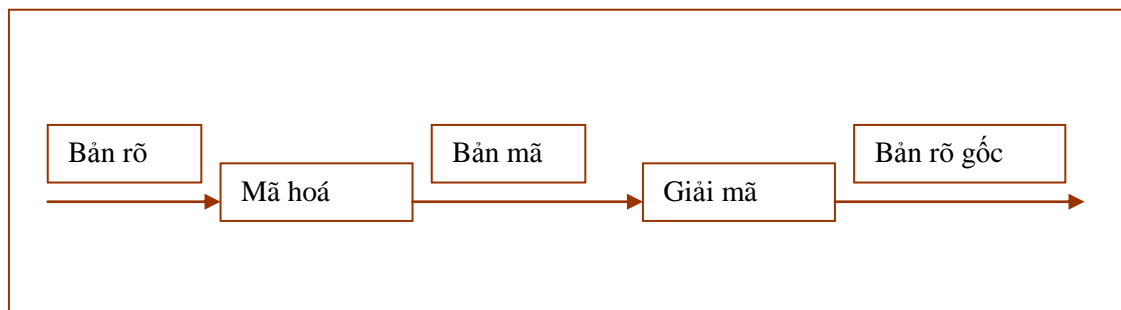 Bản rõ
Mã hoá
Bản mã
Giải mã
Bản rõ gốc